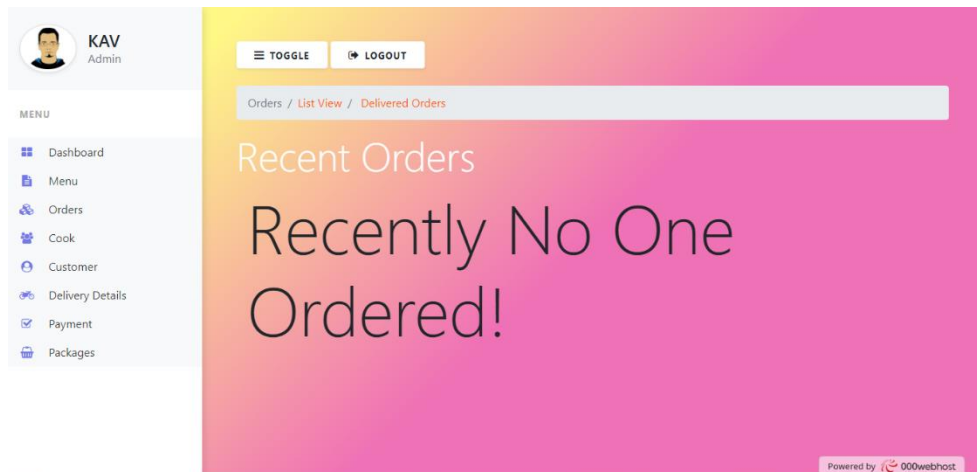 KAV
Admin
MENU
Dashboard
Menu
Orders
Cook
Customer
Delivery Details
Payment
Packages
TOGGLE
LOGOUT
Orders / List View / Delivered Orders
Recent Orders
Recently No One
Ordered!
Powered by 000webhost